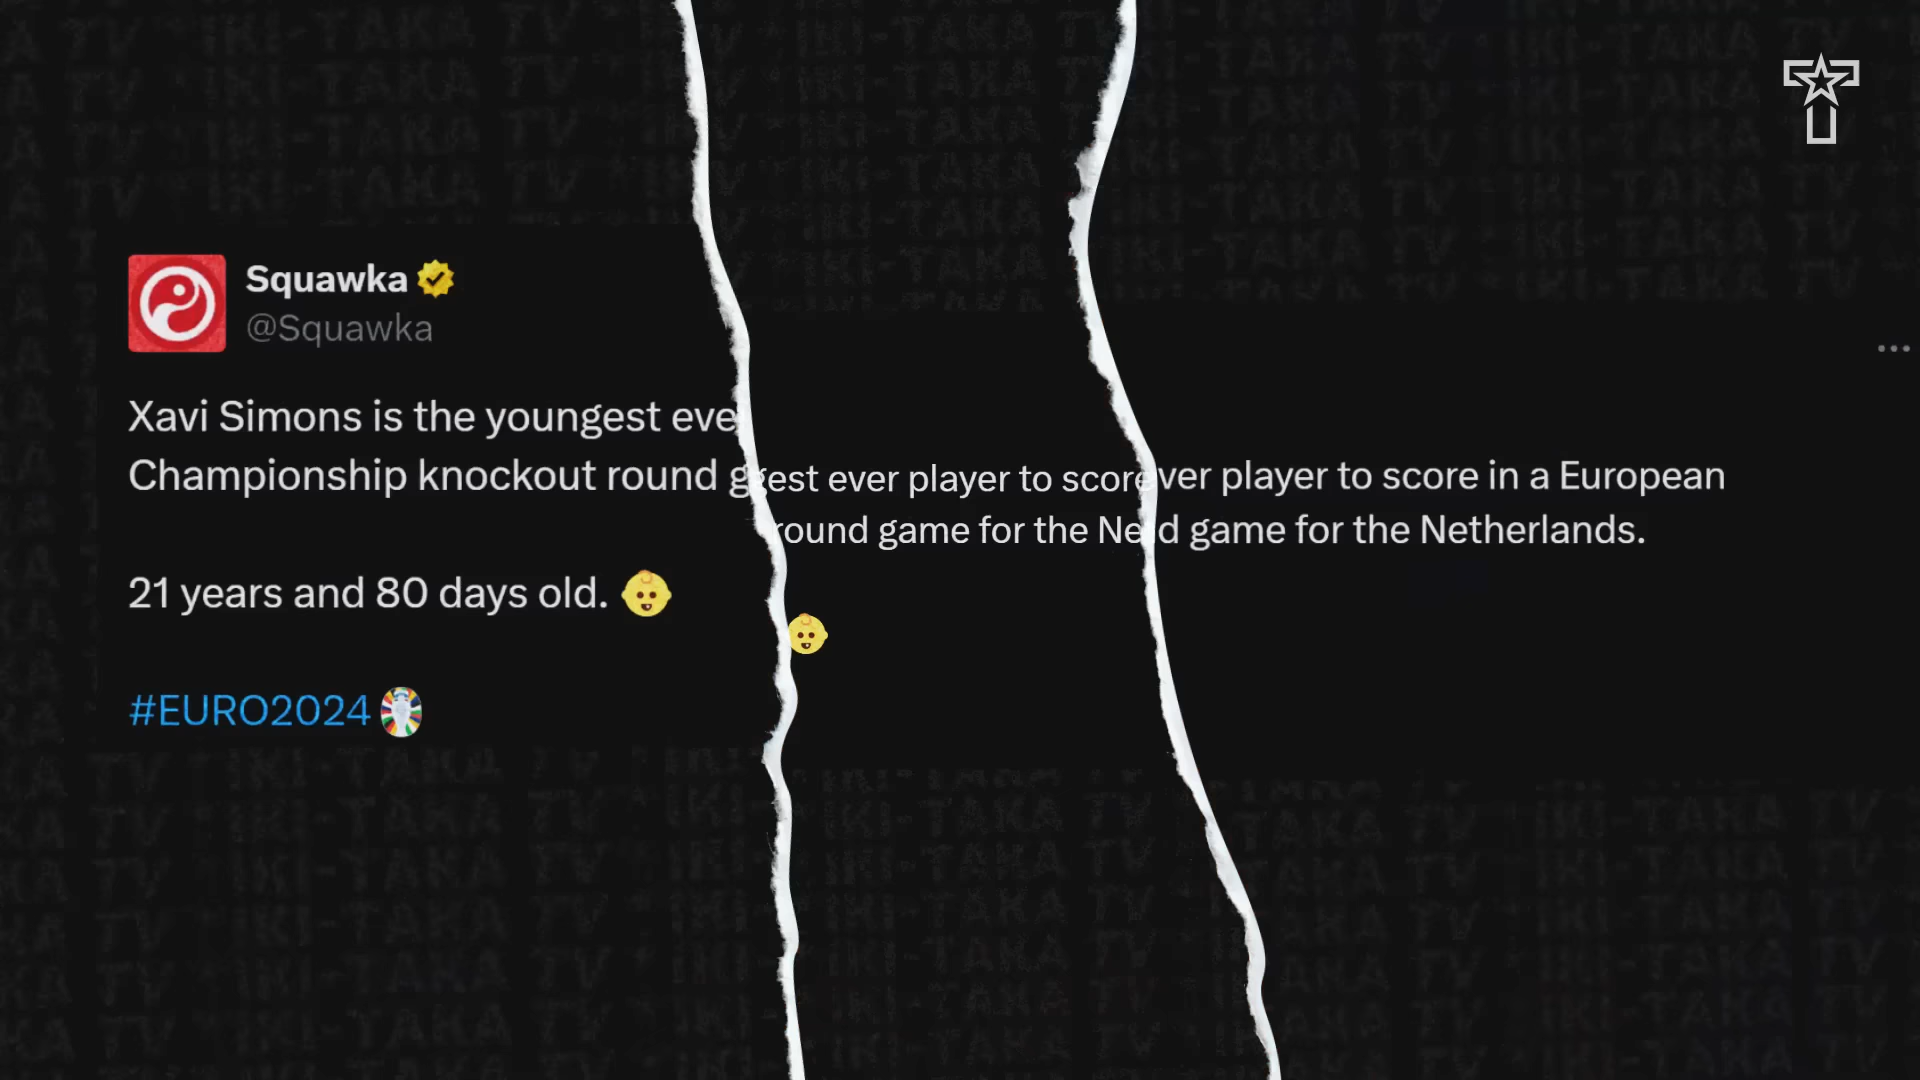 Squawka
@Squawka
Xavi Simons is the youngest eve
Championship knockout round g
est ever player to score
ver player to score in a European
round game for the Ne
d game for the Netherlands.
21 years and 80 days old.
#EURO2024